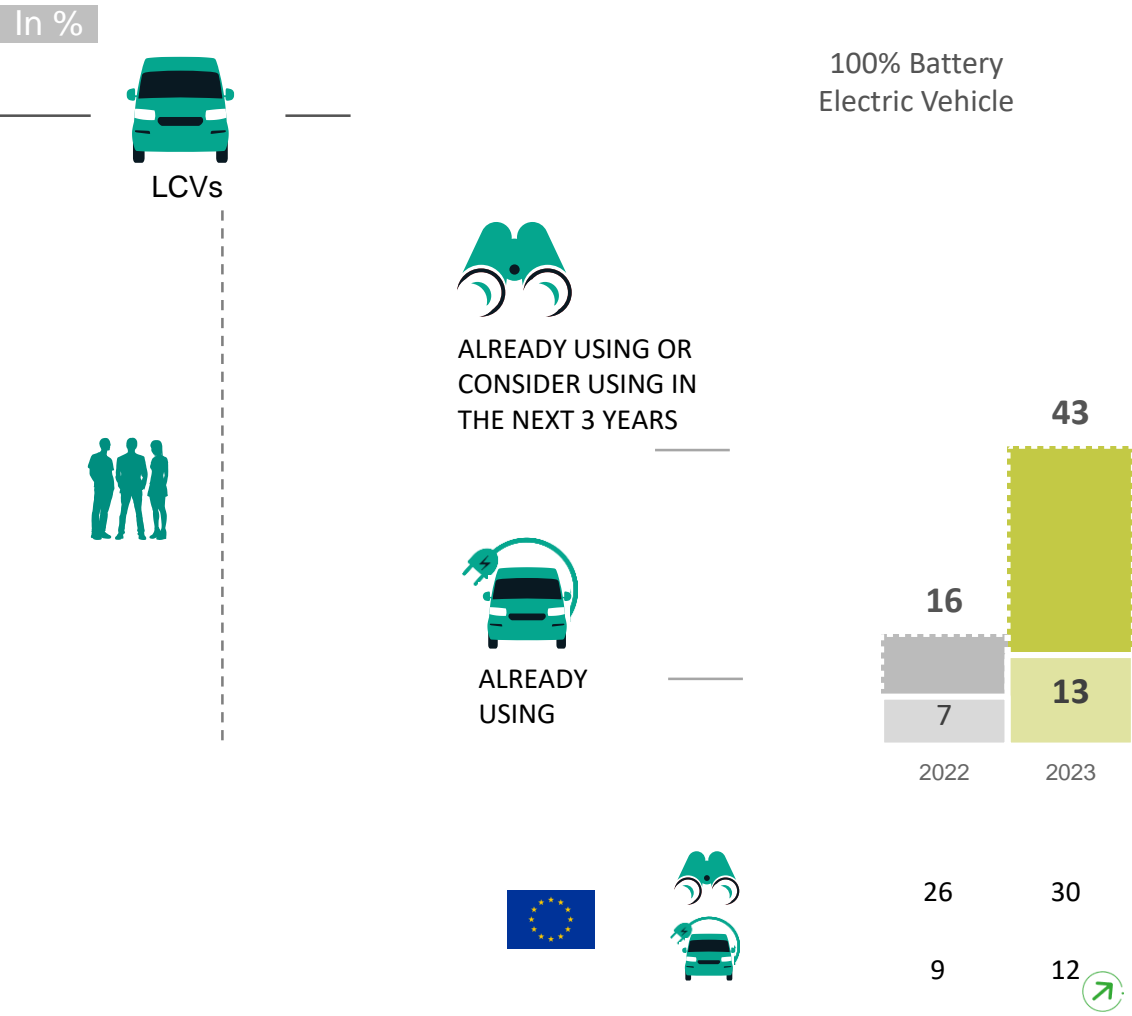 In %
100% Battery
Electric Vehicle
LCVs
ALREADY USING OR
CONSIDER USING IN
THE NEXT 3 YEARS
43
16
ALREADY
USING
7
13
2022
2023
26
30
9
12